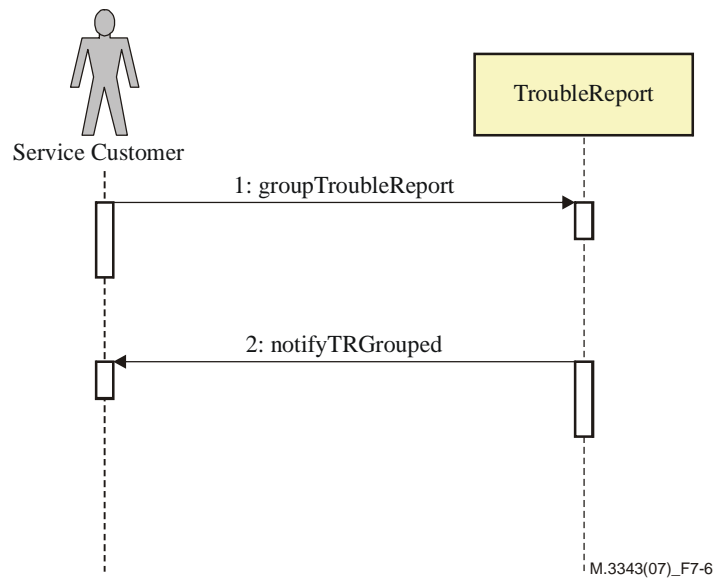 TroubleReport
Service Customer
1: groupTroubleReport
2: notifyTRGrouped
M.3343(07)_F7-6